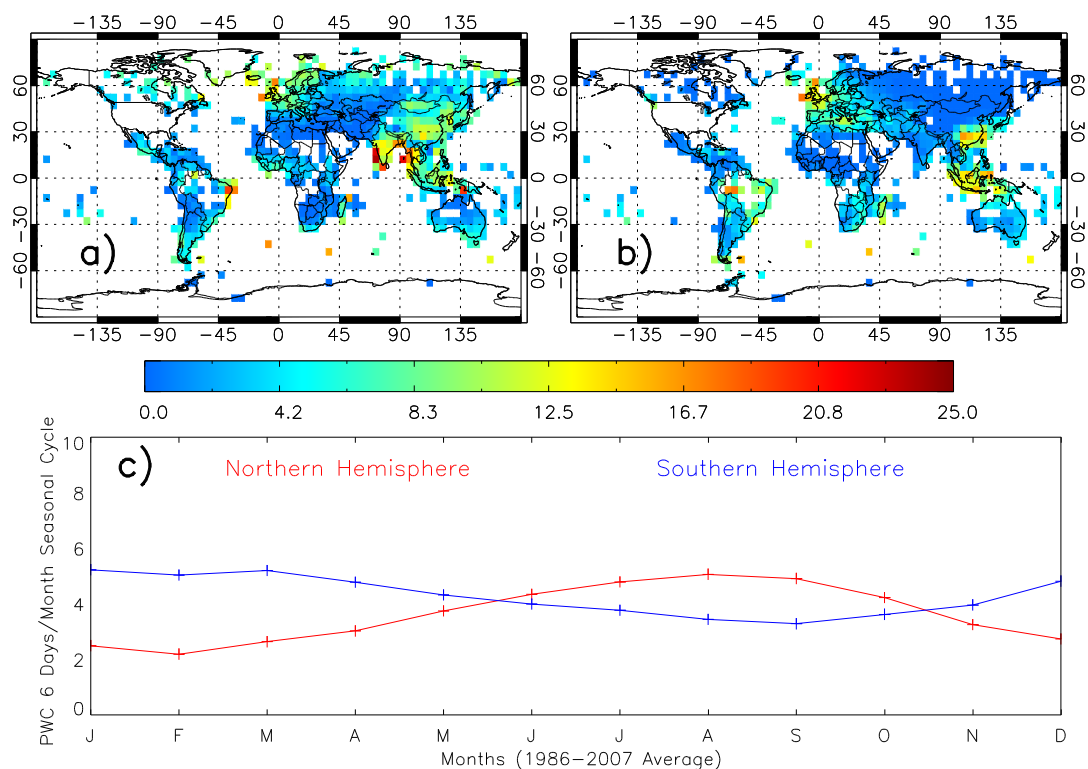 -135 -90 -45 0 45 90 135 -135 -90 -45 0 45 90 135
60 60 60 60
30 30 30 30
0 0 0 0
-30 -30 -30 -30
-60 -60 -60 -60
a) b)
-135 -90 -45 0 45 90 135 -135 -90 -45 0 45 90 135
0.0 4.2 8.3 12.5 16.7 20.8 25.0
c)
Northern Hemisphere Southern Hemisphere
PWC 6 Days/Month Seasonal Cycle
10
8
6
4
2
0
J F M A M J J A S O N D
Months (1986-2007 Average)